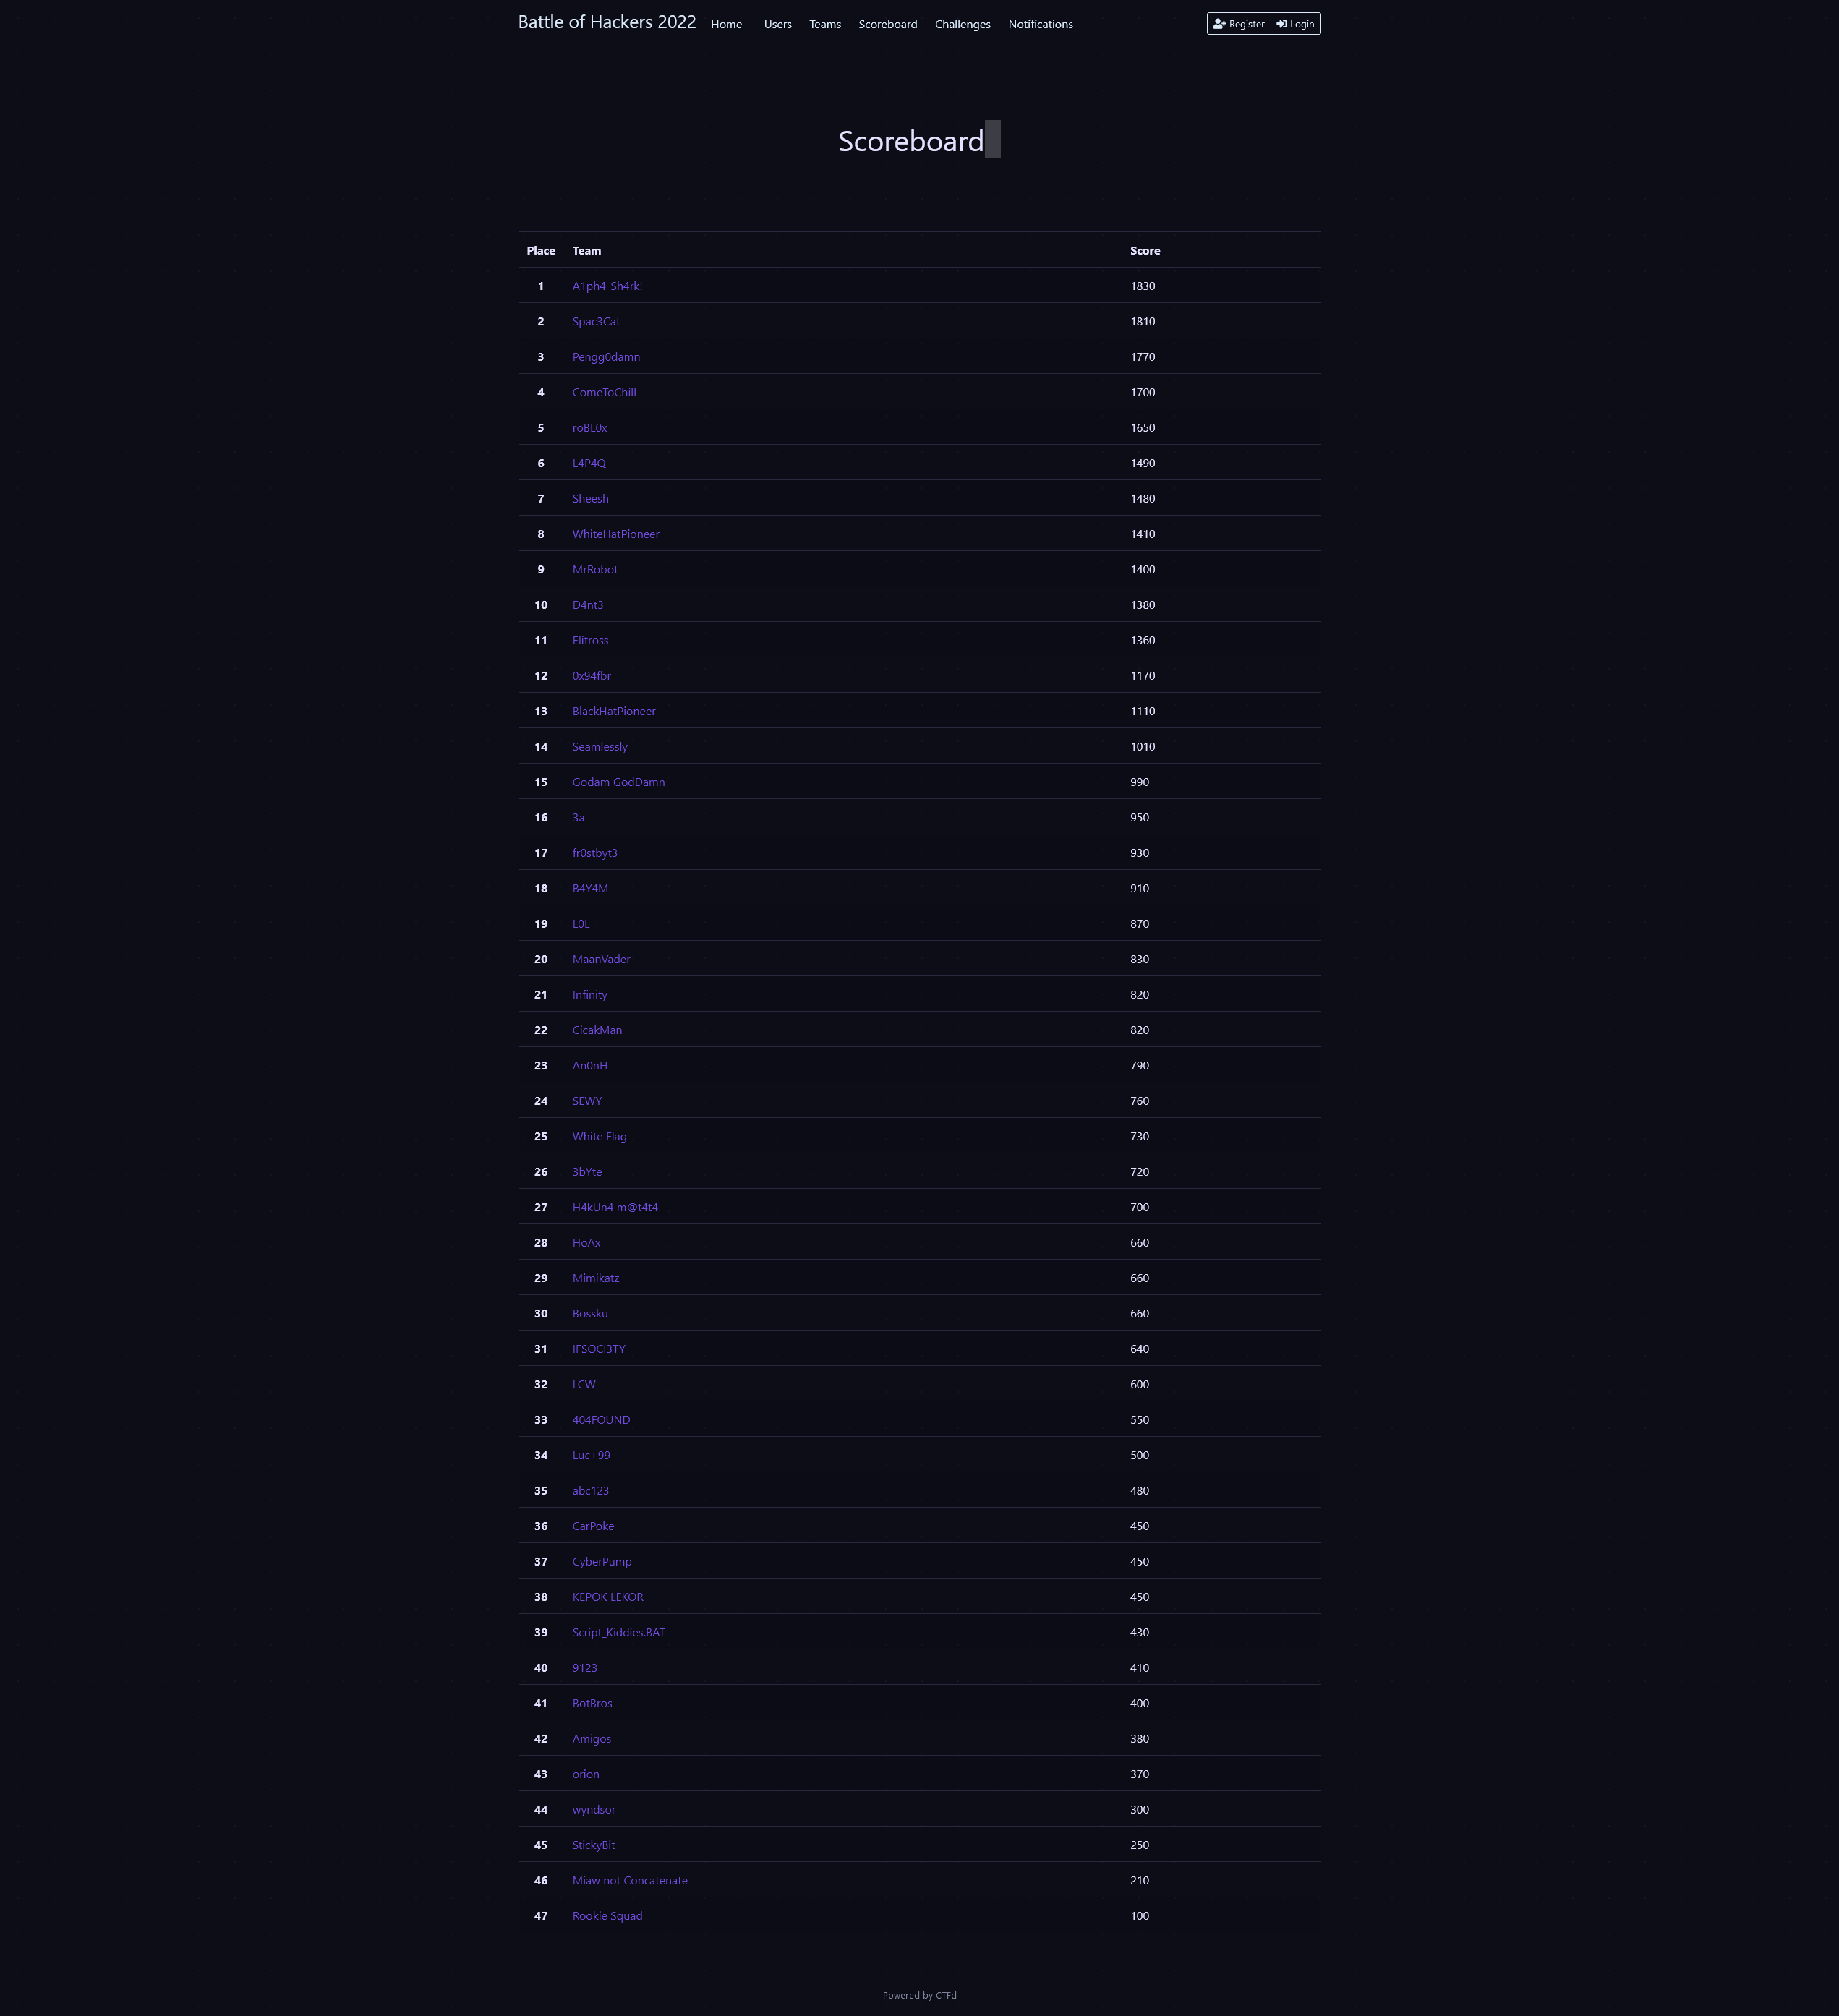 Battle of Hackers 2022 Home Users Teams Scoreboard Challenges Notifications Register Login
Scoreboard
Place Team Score
1 A1ph4_Sh4rk! 1830
2 Spac3Cat 1810
3 Pengg0damn 1770
4 ComeToChill 1700
5 roBL0x 1650
6 L4P4Q 1490
7 Sheesh 1480
8 WhiteHatPioneer 1410
9 MrRobot 1400
10 D4nt3 1380
11 Elitross 1360
12 0x94fbr 1170
13 BlackHatPioneer 1110
14 Seamlessly 1010
15 Godam GodDamn 990
16 3a 950
17 fr0stbyt3 930
18 B4Y4M 910
19 L0L 870
20 MaanVader 830
21 Infinity 820
22 CicakMan 820
23 An0nH 790
24 SEWY 760
25 White Flag 730
26 3bYte 720
27 H4kUn4 m@t4t4 700
28 HoAx 660
29 Mimikatz 660
30 Bossku 660
31 IFSOCI3TY 640
32 LCW 600
33 404FOUND 550
34 Luc+99 500
35 abc123 480
36 CarPoke 450
37 CyberPump 450
38 KEPOK LEKOR 450
39 Script_Kiddies.BAT 430
40 9123 410
41 BotBros 400
42 Amigos 380
43 orion 370
44 wyndsor 300
45 StickyBit 250
46 Miaw not Concatenate 210
47 Rookie Squad 100
Powered by CTFd